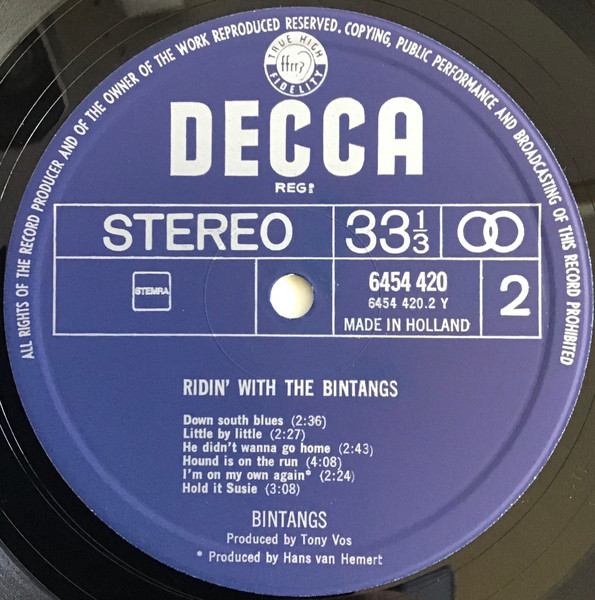 ALL RIGHTS OF THE RECORD PRODUCER AND OF THE OWNER OF THE WORK REPRODUCED RESERVED. COPYING, PUBLIC PERFORMANCE AND BROADCASTING OF THIS RECORD PROHIBITED
TRUE HIGH
ffrr
FIDELITY
DECCA
REGD
STEREO
33 1/3
STEMRA
6454 420
6454 420.2 Y
MADE IN HOLLAND
2
RIDIN' WITH THE BINTANGS
Down south blues (2:36)
Little by little (2:27)
He didn't wanna go home (2:43)
Hound is on the run (4:08)
I'm on my own again* (2:24)
Hold it Susie (3:08)
BINTANGS
Produced by Tony Vos
* Produced by Hans van Hemert